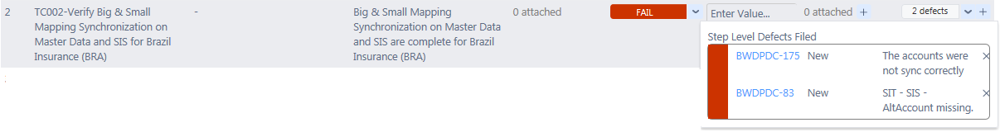 2
TC002-Verify Big & Small
Mapping Synchronization on
Master Data and SIS for Brazil
Insurance (BRA)
-
Big & Small Mapping
Synchronization on Master Data
and SIS are complete for Brazil
Insurance (BRA)
0 attached
FAIL
Enter Value...
0 attached +
2 defects
+
Step Level Defects Filed
BWDPDC-175 New The accounts were
not sync correctly
BWDPDC-83 New SIT - SIS -
AltAccount missing.